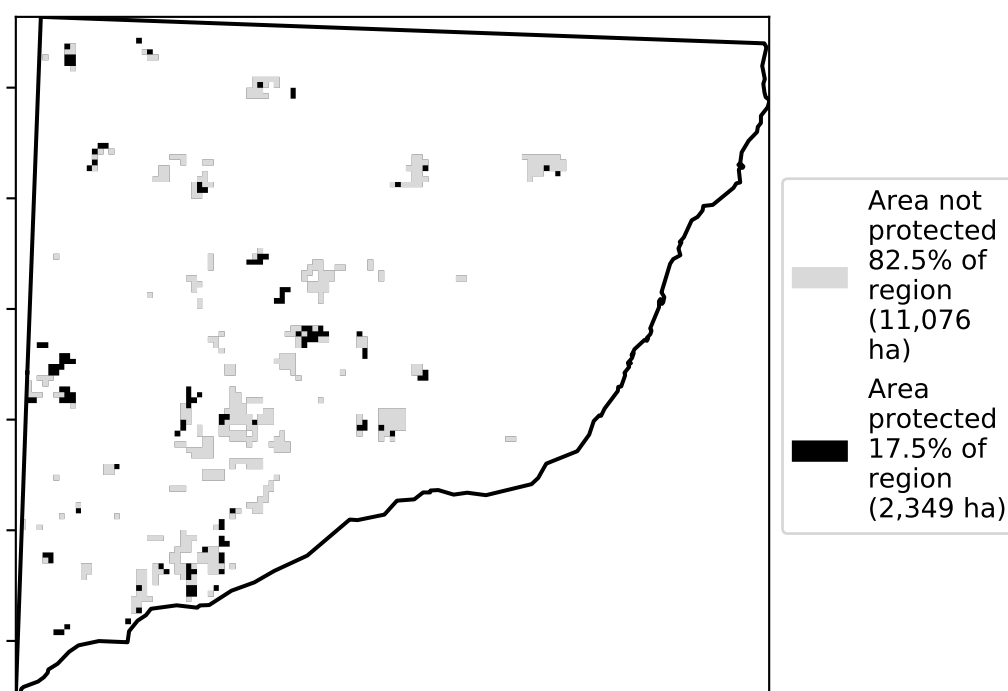 Area not
protected
82.5% of
region
(11,076
ha)
Area
protected
17.5% of
region
(2,349 ha)